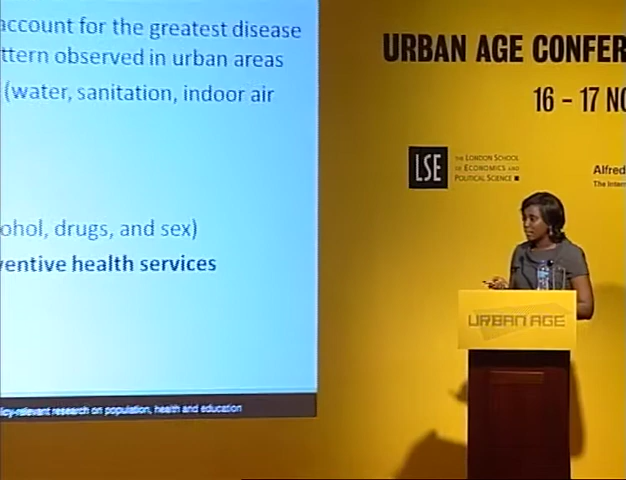 account for the greatest disease
ttern observed in urban areas
(water, sanitation, indoor air
ohol, drugs, and sex)
ventive health services
licy-relevant research on population, health and education
URBAN AGE CONFER
16 – 17 NO
LSE
THE LONDON SCHOOL
OF ECONOMICS AND
POLITICAL SCIENCE
Alfred
The Intern
URBAN AGE